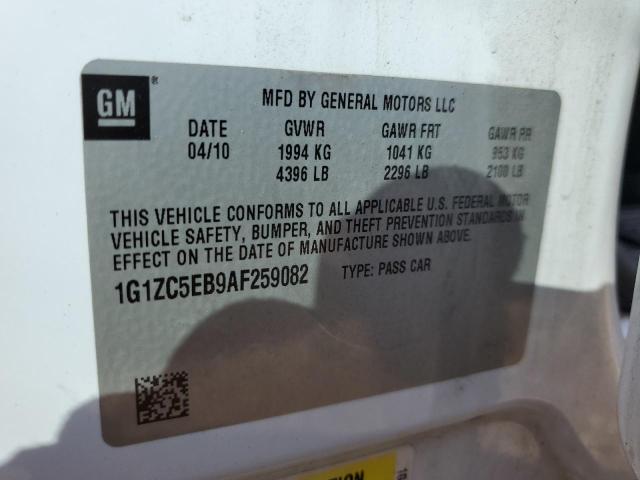 GM®
MFD BY GENERAL MOTORS LLC
DATE GVWR GAWR FRT GAWR RR
04/10 1994 KG 1041 KG 953 KG
4396 LB 2296 LB 2100 LB
THIS VEHICLE CONFORMS TO ALL APPLICABLE U.S. FEDERAL MOTOR
VEHICLE SAFETY, BUMPER, AND THEFT PREVENTION STANDARDS IN
EFFECT ON THE DATE OF MANUFACTURE SHOWN ABOVE.
1G1ZC5EB9AF259082 TYPE: PASS CAR